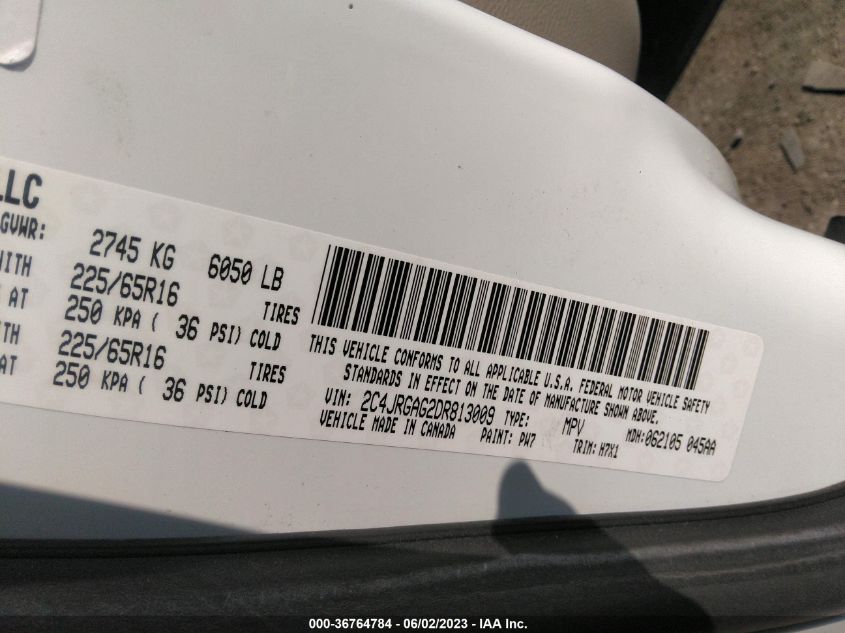 LLC
GVWR:
2745 KG 6050 LB
WITH
225/65R16 TIRES
AT
250 KPA ( 36 PSI) COLD
WITH
225/65R16 TIRES
AT
250 KPA ( 36 PSI) COLD
THIS VEHICLE CONFORMS TO ALL APPLICABLE U.S.A. FEDERAL MOTOR VEHICLE SAFETY
STANDARDS IN EFFECT ON THE DATE OF MANUFACTURE SHOWN ABOVE.
VIN: 2C4JRGAG2DR813009 TYPE: MPV MDH:062105 045AA
VEHICLE MADE IN CANADA PAINT: PW7 TRIM: H7X1
000-36764784 - 06/02/2023 - IAA Inc.